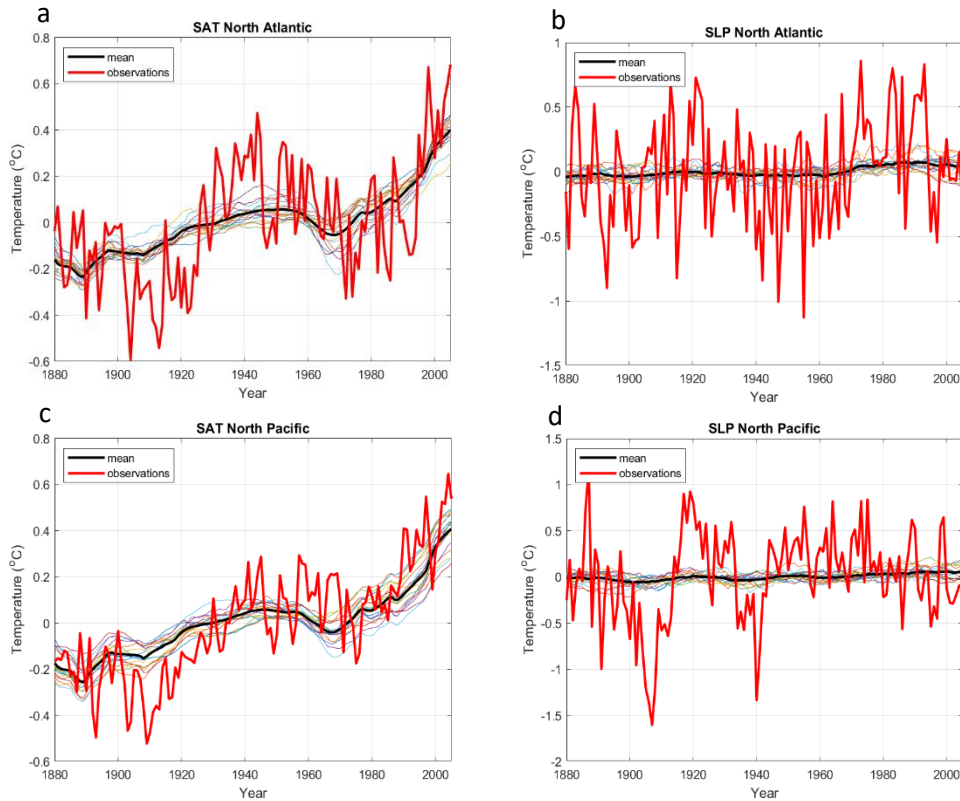 a
SAT North Atlantic
0.8
0.6
0.4
0.2
0
-0.2
-0.4
-0.6
Temperature (°C)
mean
observations
1880 1900 1920 1940 1960 1980 2000
Year
b
SLP North Atlantic
1
0.5
0
-0.5
-1
-1.5
Temperature (°C)
mean
observations
1880 1900 1920 1940 1960 1980 2000
Year
c
SAT North Pacific
0.8
0.6
0.4
0.2
0
-0.2
-0.4
-0.6
Temperature (°C)
mean
observations
1880 1900 1920 1940 1960 1980 2000
Year
d
SLP North Pacific
1.5
1
0.5
0
-0.5
-1
-1.5
-2
Temperature (°C)
mean
observations
1880 1900 1920 1940 1960 1980 2000
Year